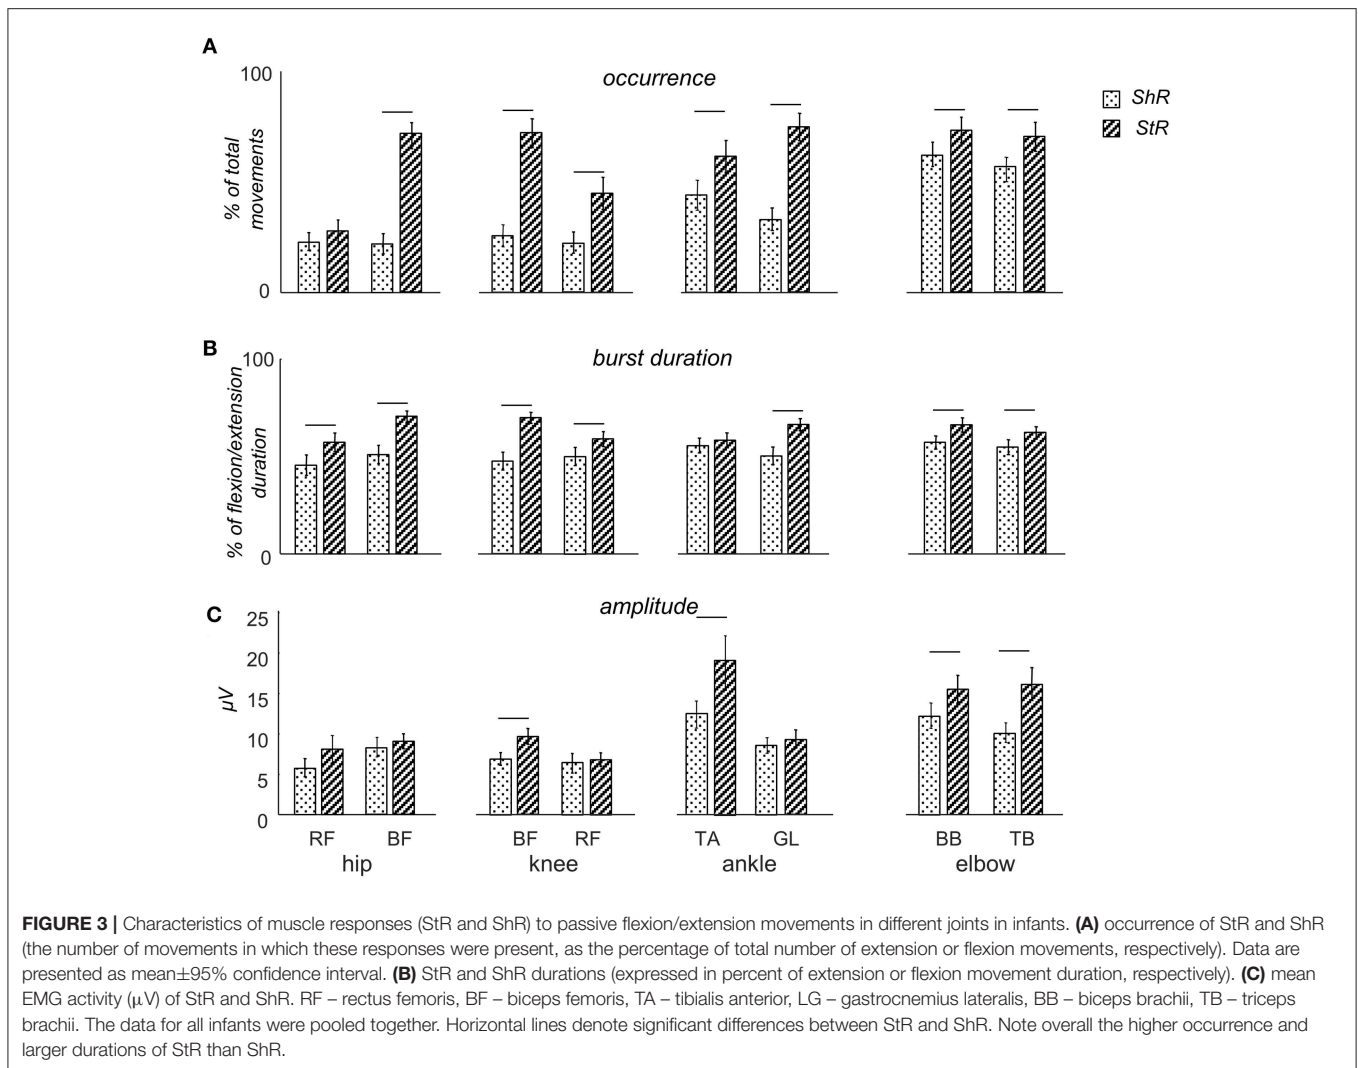 A
100
occurrence
ShR
StR
% of total
movements
0
B
100
burst duration
% of flexion/extension
duration
0
C
amplitude
25
20
15
10
5
0
µV
RF BF BF RF TA GL BB TB
hip knee ankle elbow
FIGURE 3 | Characteristics of muscle responses (StR and ShR) to passive flexion/extension movements in different joints in infants. (A) occurrence of StR and ShR
(the number of movements in which these responses were present, as the percentage of total number of extension or flexion movements, respectively). Data are
presented as mean±95% confidence interval. (B) StR and ShR durations (expressed in percent of extension or flexion movement duration, respectively). (C) mean
EMG activity (µV) of StR and ShR. RF – rectus femoris, BF – biceps femoris, TA – tibialis anterior, LG – gastrocnemius lateralis, BB – biceps brachii, TB – triceps
brachii. The data for all infants were pooled together. Horizontal lines denote significant differences between StR and ShR. Note overall the higher occurrence and
larger durations of StR than ShR.